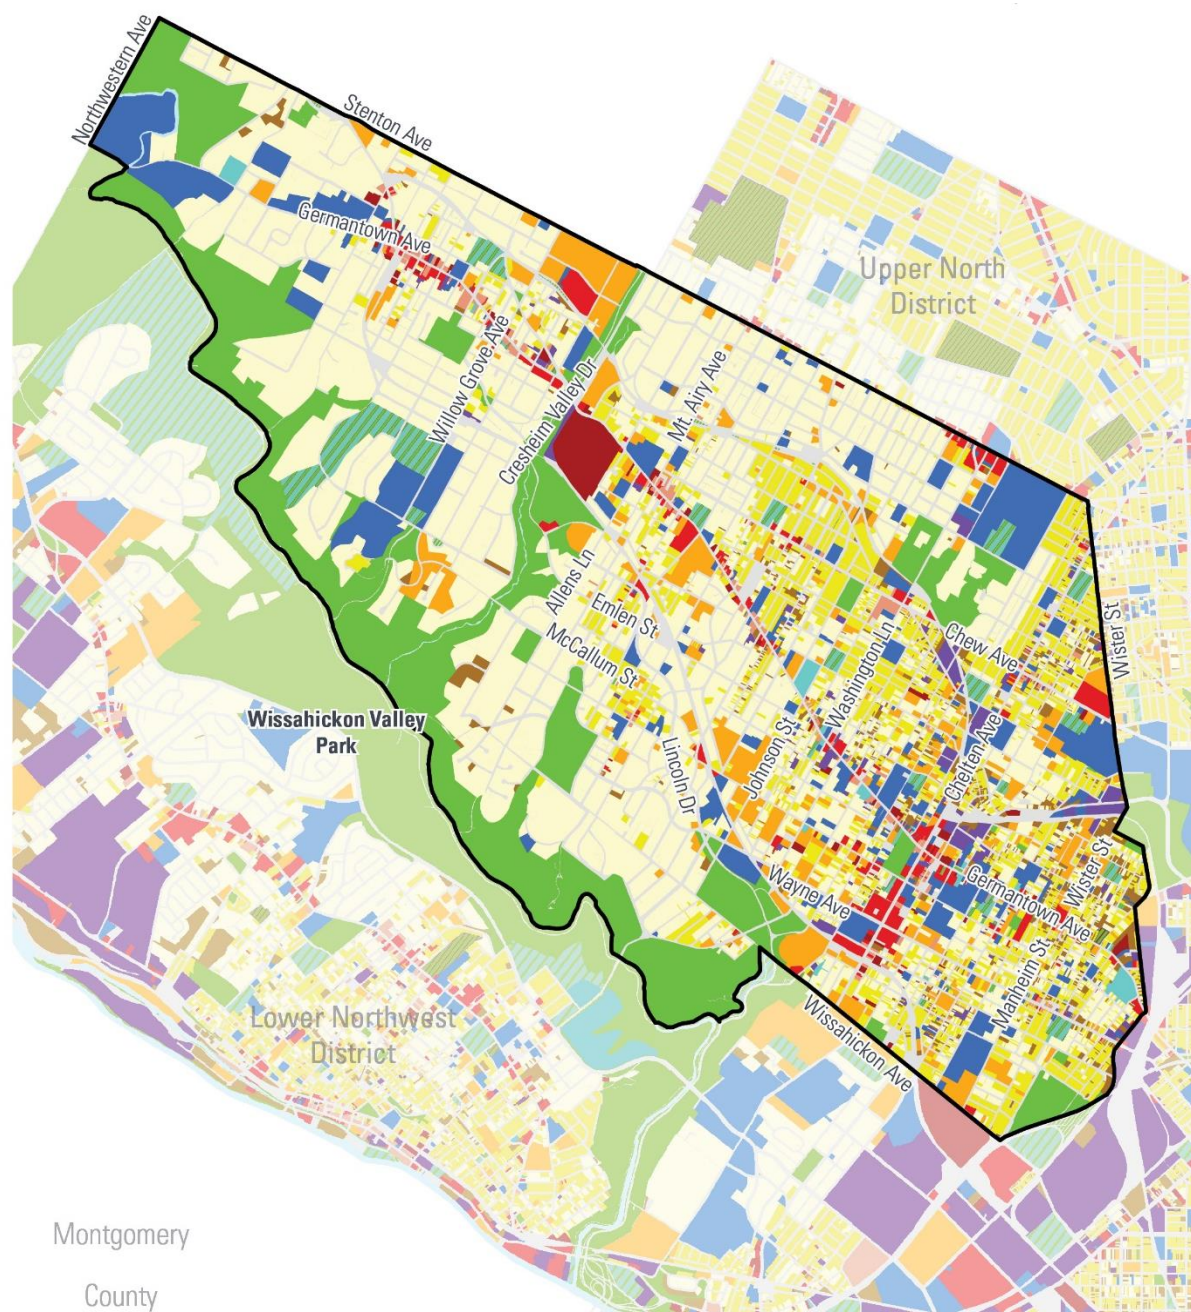 Northwestern Ave
Stenton Ave
Germantown Ave
Upper North
District
Willow Grove Ave
Cresheim Valley Dr
Mt. Airy Ave
Allens Ln
Emlen St
McCallum St
Washington Ln
Chew Ave
Wister St
Wissahickon Valley
Park
Lincoln Dr
Johnson St
Chelten Ave
Wayne Ave
Wister St
Germantown Ave
Manheim St
Wissahickon Ave
Lower Northwest
District
Montgomery
County